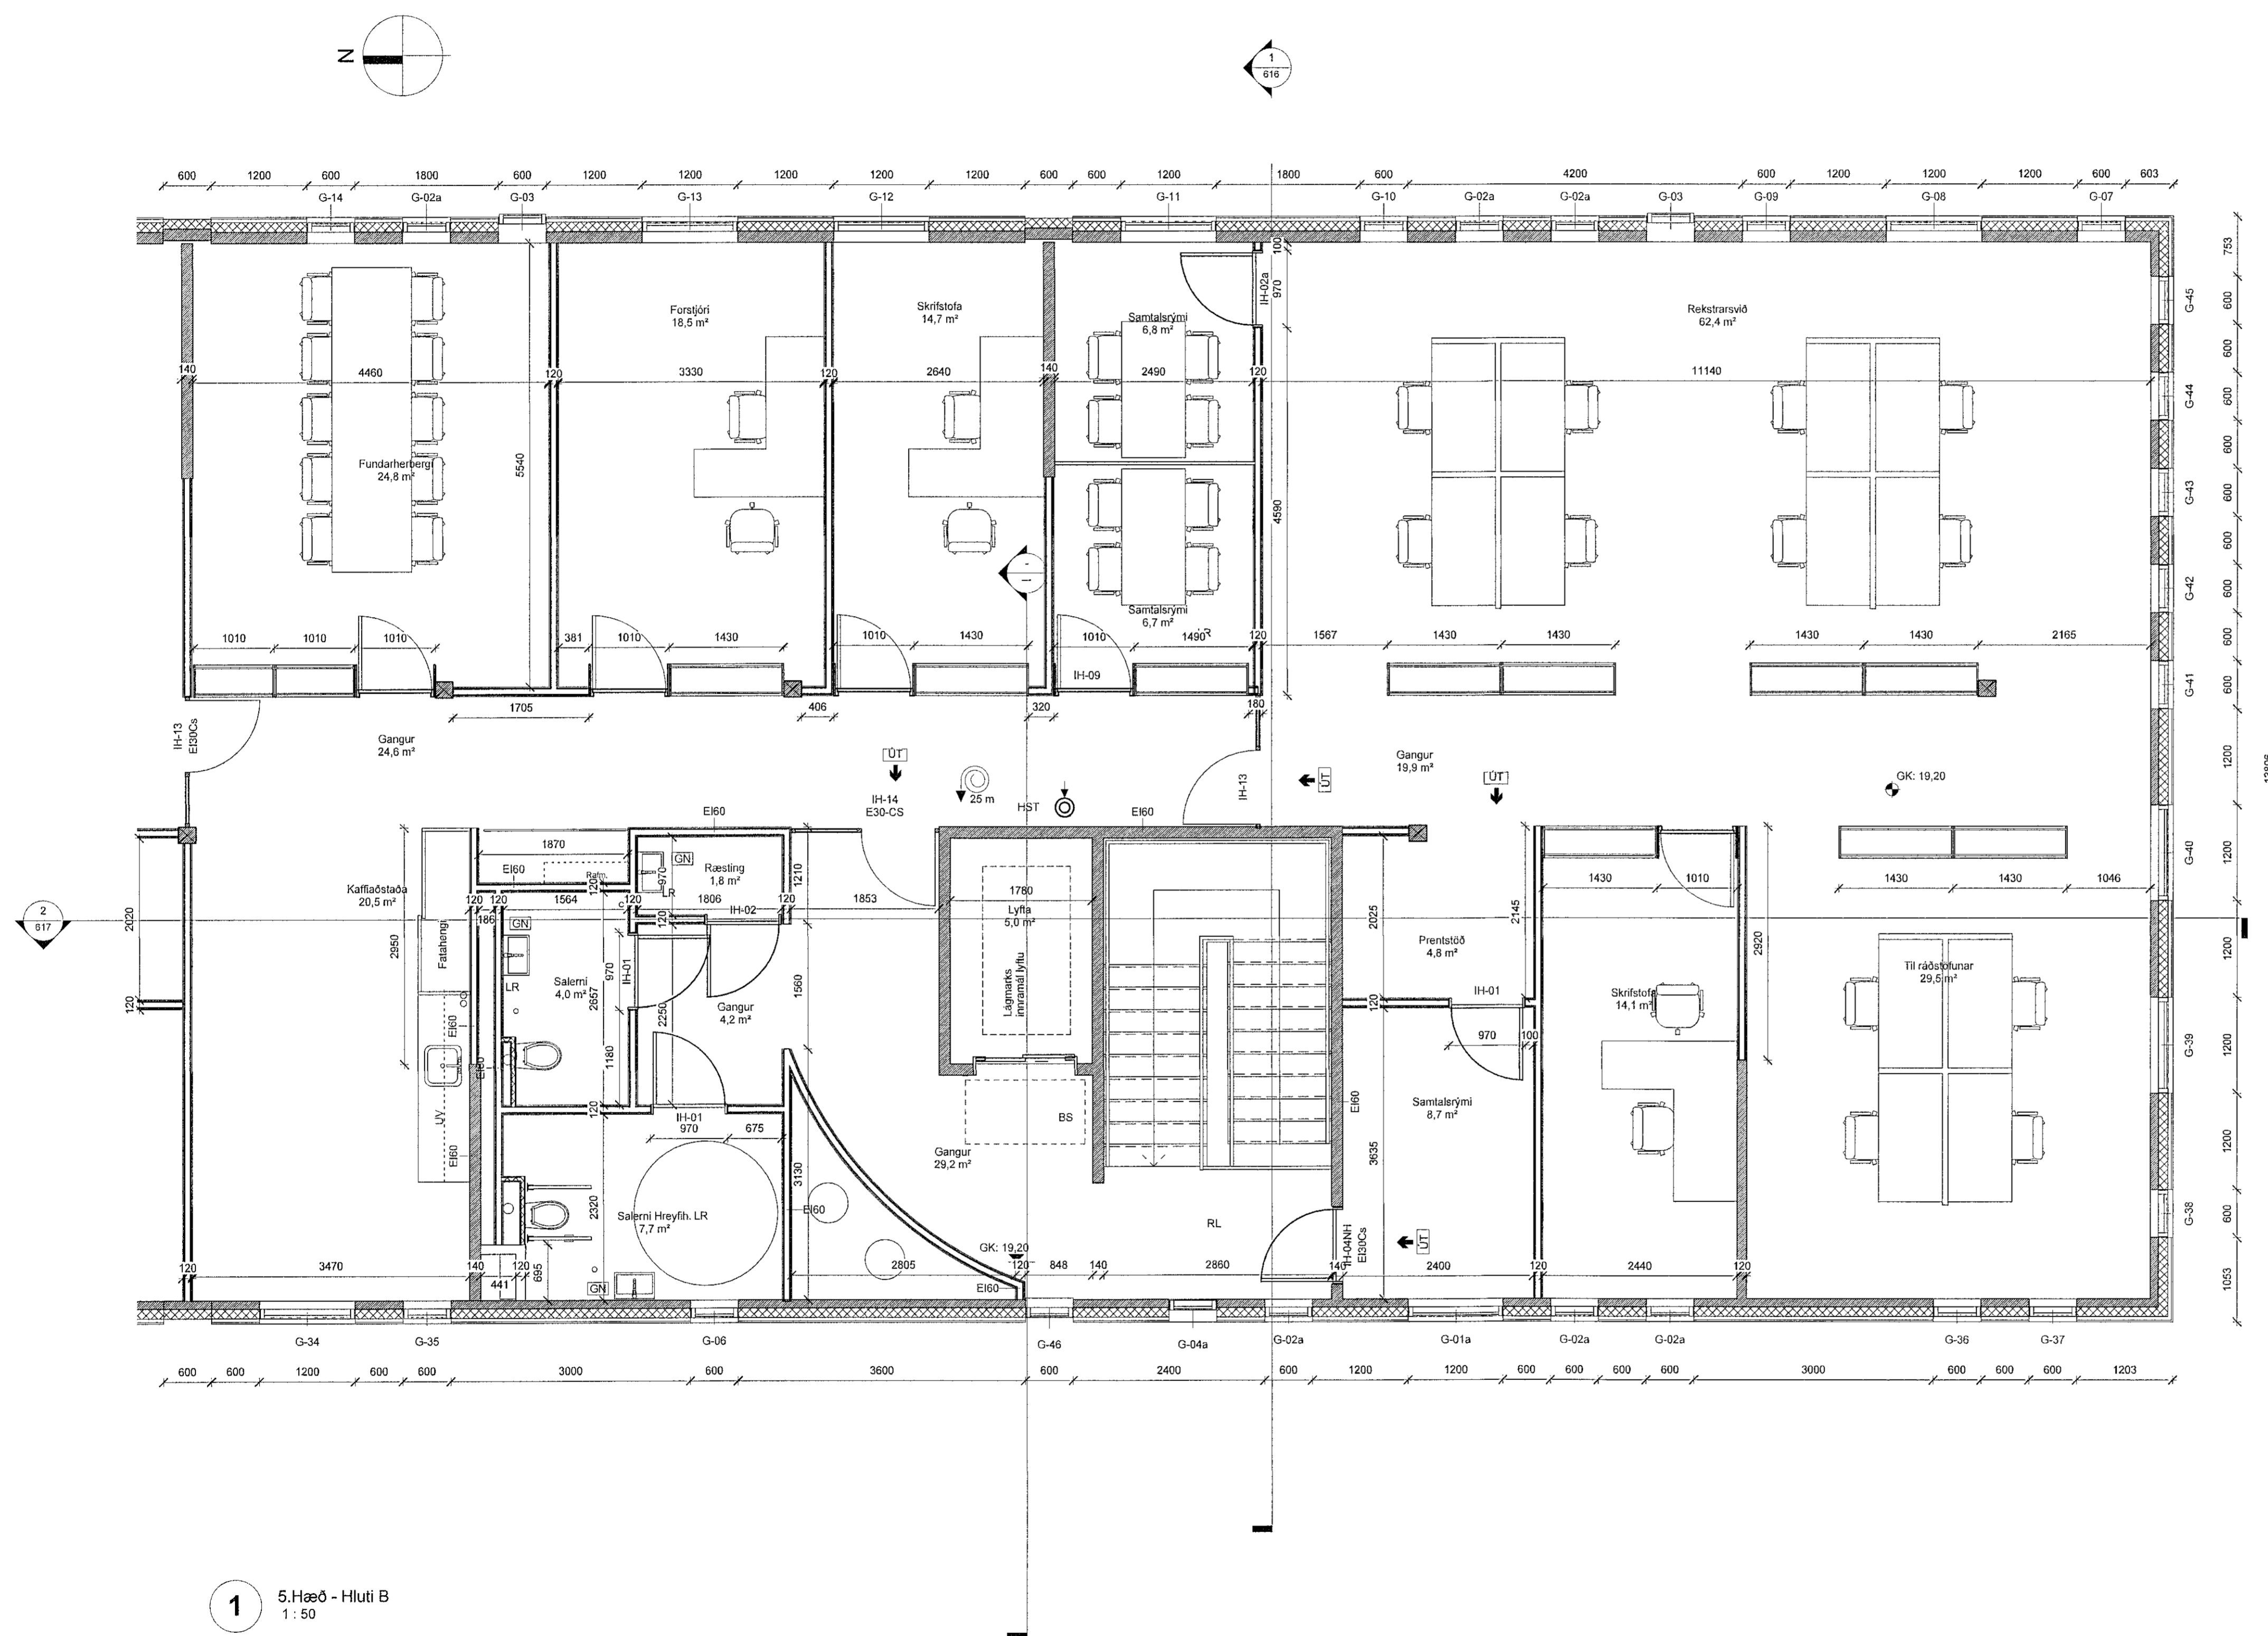 N
1
616
600 1200 600 1800 600 1200 1200 1200 1200 600 600 1200 1800 600 4200 600 1200 1200 1200 600 603
G-14 G-02a G-03 G-13 G-12 G-11 G-10 G-02a G-02a G-03 G-09 G-08 G-07
100
970
IH-02a
753
600
G-45
600
600
G-44
600
600
G-43
600
600
G-42
600
600
G-41
1200
12806
1200
G-40
1200
1200
G-39
1200
600
G-38
1053
Forstjóri
18,5 m²
Skrifstofa
14,7 m²
Samtalsrými
6,8 m²
Rekstrarsvið
62,4 m²
140 4460 120 3330 120 2640 140 2490 120 11140
Fundarherbergi
24,8 m²
5540
4590
Samtalsrými
6,7 m²
1010 1010 1010 381 1010 1430 1010 1430 1010 1490 120 1567 1430 1430 1430 1430 2165
IH-09
1705 406 320 180
IH-13
EI30Cs
Gangur
24,6 m²
ÚT
IH-14
E30-CS
25 m
HST
IH-13
ÚT
EI60
EI60
Gangur
19,9 m²
ÚT
GK: 19,20
1870
EI60
GN
970
LR
Ræsting
1,8 m²
1210
Kaffiaðstaða
20,5 m²
120 120 1564 120 1806 120 1853
186
120
120
IH-02
1780
Lyfta
5,0 m²
Lágmarks
innramál lyftu
2
617
2020
120
2950
Fatahengi
GN
LR
Salerni
4,0 m²
970
2657
IH-01
1180
2250
Gangur
4,2 m²
1560
EI60
EI60
UV
EI60
120
IH-01
970 675
BS
Gangur
29,2 m²
3130
2320
EI60
Salerni Hreyfih. LR
7,7 m²
RL
GK: 19,20
2025
Prentstöð
4,8 m²
2145
120
IH-01
970 100
EI60
Samtalsrými
8,7 m²
3635
IH-04NH
EI30Cs
ÚT
1430 1010
2920
Skrifstofa
14,1 m²
1430 1430 1046
Til ráðstöfunar
29,5 m²
120 3470 140 120 2805 120 848 140 2860 140 2400 120 2440 120
441
695
GN
EI60
G-34 G-35 G-06 G-46 G-04a G-02a G-01a G-02a G-02a G-36 G-37
600 600 1200 600 600 3000 600 3600 600 2400 600 1200 1200 600 600 600 600 3000 600 600 600 1203
1
5.Hæð - Hluti B
1 : 50